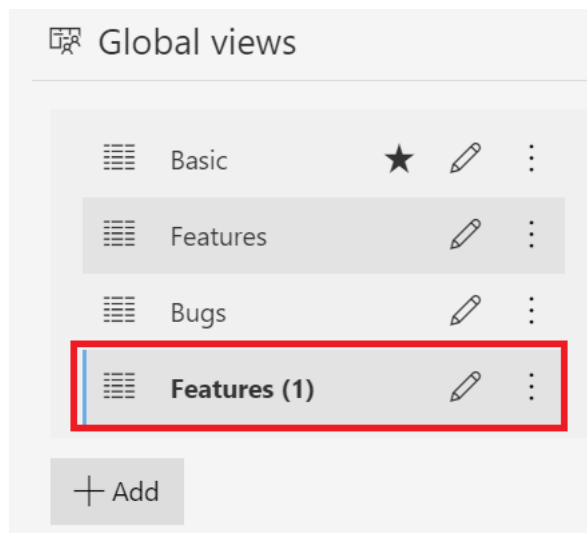 Global views
Basic
Features
Bugs
Features (1)
Add